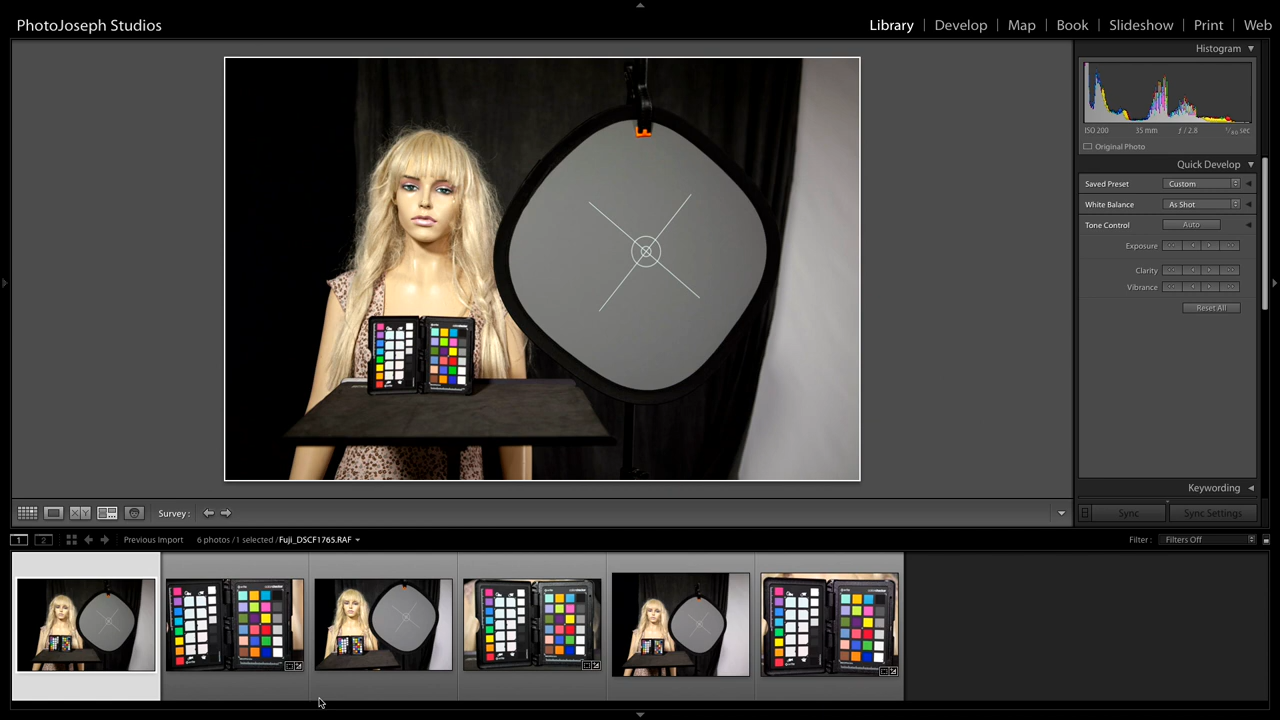 PhotoJoseph Studios
Library | Develop | Map | Book | Slideshow | Print | Web
Histogram
ISO 200 35 mm ƒ / 2.8 sec
Original Photo
Quick Develop
Saved Preset Custom
White Balance As Shot
Tone Control Auto
Exposure
Clarity
Vibrance
Reset All
Keywording
Sync Sync Settings
X Y Survey :
1 2 Previous Import 6 photos / 1 selected / Fuji_DSCF1765.RAF Filter : Filters Off